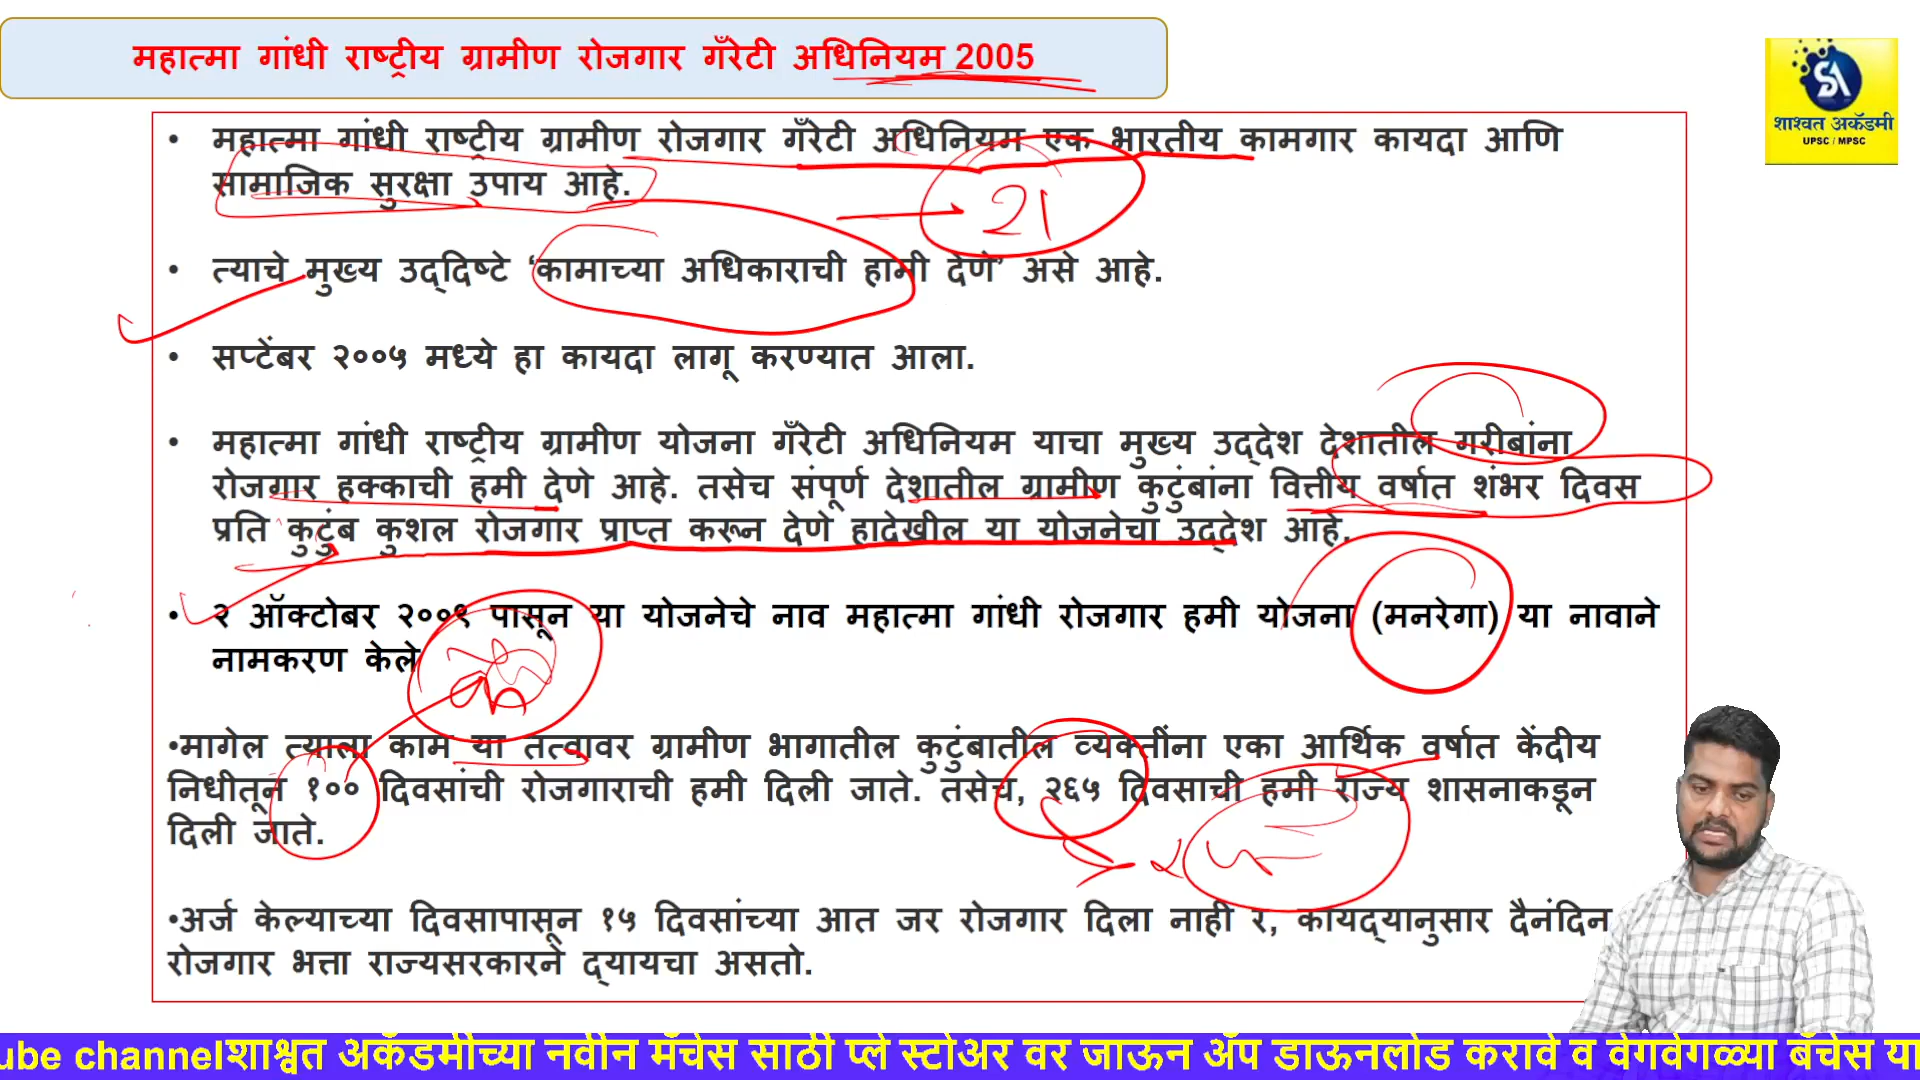 महात्मा गांधी राष्ट्रीय ग्रामीण रोजगार गॅरेंटी अधिनियम 2005
शाश्वत अकॅडमी
UPSC / MPSC
• महात्मा गांधी राष्ट्रीय ग्रामीण रोजगार गॅरेंटी अधिनियम एक भारतीय कामगार कायदा आणि
सामाजिक सुरक्षा उपाय आहे.
21
• त्याचे मुख्य उद्दिष्टे ‘कामाच्या अधिकाराची हामी देणे’ असे आहे.
• सप्टेंबर २००५ मध्ये हा कायदा लागू करण्यात आला.
• महात्मा गांधी राष्ट्रीय ग्रामीण योजना गॅरेंटी अधिनियम याचा मुख्य उद्देश देशातील गरीबांना
रोजगार हक्काची हमी देणे आहे. तसेच संपूर्ण देशातील ग्रामीण कुटुंबांना वित्तीय वर्षात शंभर दिवस
प्रति कुटुंब कुशल रोजगार प्राप्त करून देणे हादेखील या योजनेचा उद्देश आहे.
• २ ऑक्टोबर २००९ पासून या योजनेचे नाव महात्मा गांधी रोजगार हमी योजना (मनरेगा) या नावाने
नामकरण केले
•मागेल त्याला काम या तत्वावर ग्रामीण भागातील कुटुंबातील व्यक्तींना एका आर्थिक वर्षात केंदीय
निधीतून १०० दिवसांची रोजगाराची हमी दिली जाते. तसेच, २६५ दिवसाची हमी राज्य शासनाकडून
दिली जाते.
•अर्ज केल्याच्या दिवसापासून १५ दिवसांच्या आत जर रोजगार दिला नाही र, कायद्यानुसार दैनंदिन
रोजगार भत्ता राज्यसरकारने द्यायचा असतो.
ube channelशाश्वत अकॅडमीच्या नवीन मॅचेस साठी प्ले स्टोअर वर जाऊन ॲप डाऊनलोड करावे व वेगवेगळ्या बॅचेस या